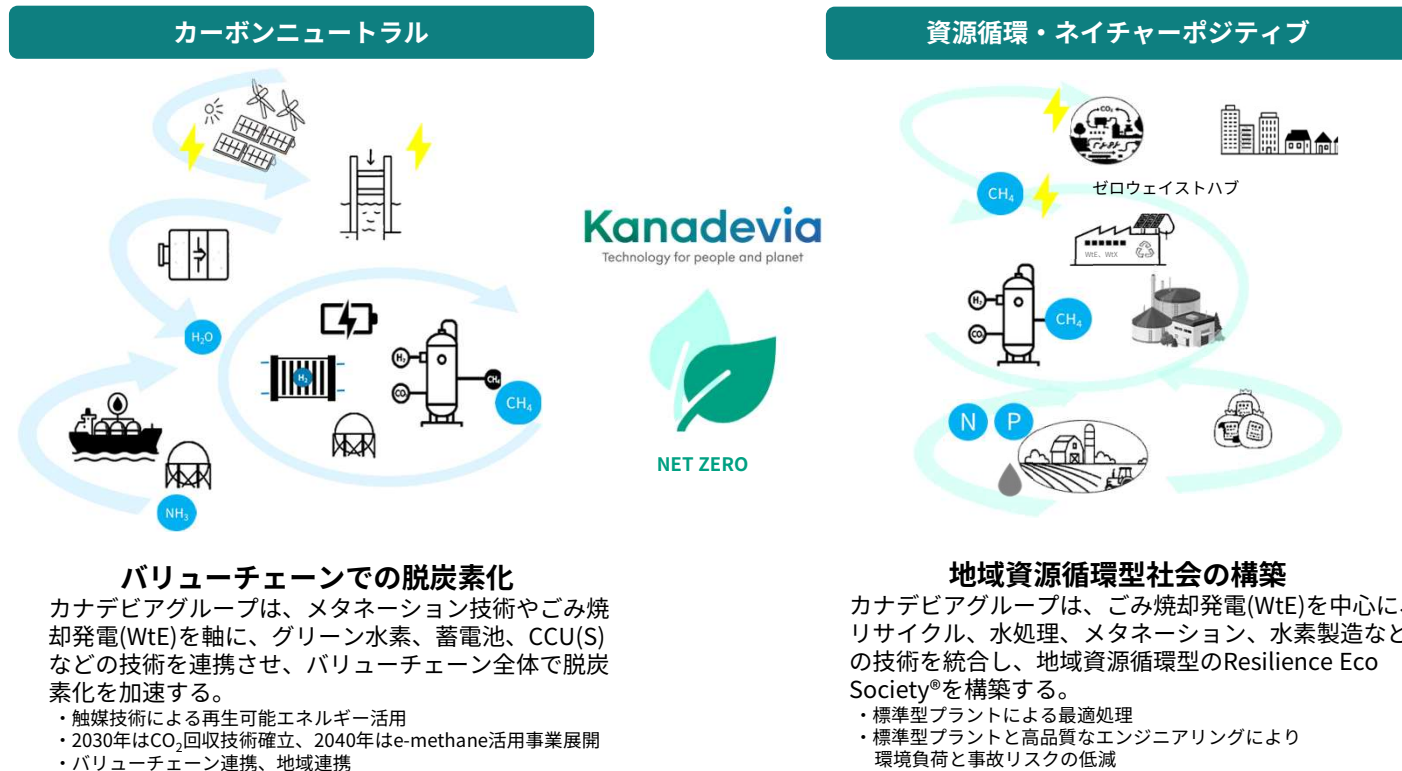 カーボンニュートラル
H₂O
H₂
H₂
CO₂
CH₄
CH₄
NH₃
バリューチェーンでの脱炭素化
カナデビアグループは、メタネーション技術やごみ焼
却発電(WtE)を軸に、グリーン水素、蓄電池、CCU(S)
などの技術を連携させ、バリューチェーン全体で脱炭
素化を加速する。
・触媒技術による再生可能エネルギー活用
・2030年はCO₂回収技術確立、2040年はe-methane活用事業展開
・バリューチェーン連携、地域連携
Kanadevia
Technology for people and planet
NET ZERO
資源循環・ネイチャーポジティブ
CO₂
ゼロウェイストハブ
CH₄
WtE、WtX
H₂
CO₂
CH₄
N
P
地域資源循環型社会の構築
カナデビアグループは、ごみ焼却発電(WtE)を中心に、
リサイクル、水処理、メタネーション、水素製造など
の技術を統合し、地域資源循環型のResilience Eco
Society®を構築する。
・標準型プラントによる最適処理
・標準型プラントと高品質なエンジニアリングにより
環境負荷と事故リスクの低減